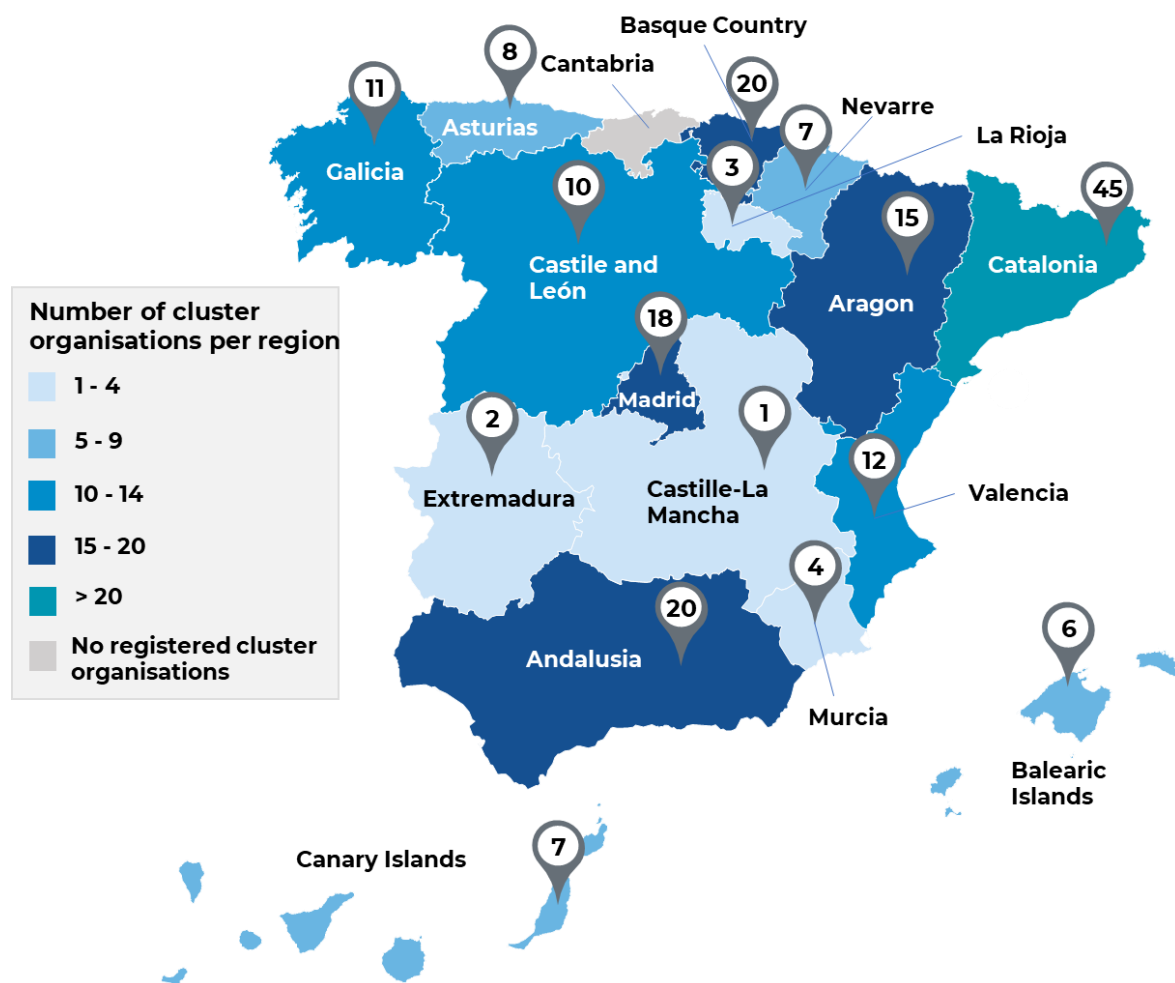 Basque Country
8
Cantabria
20
11
Nevarre
7
Asturias
La Rioja
3
Galicia
10
45
15
Castile and
León
Catalonia
Aragon
Number of cluster
organisations per region
1 - 4
5 - 9
10 - 14
15 - 20
> 20
No registered cluster
organisations
18
Madrid
2
1
12
Extremadura
Castille-La
Mancha
Valencia
4
20
Andalusia
6
Murcia
Balearic
Islands
7
Canary Islands